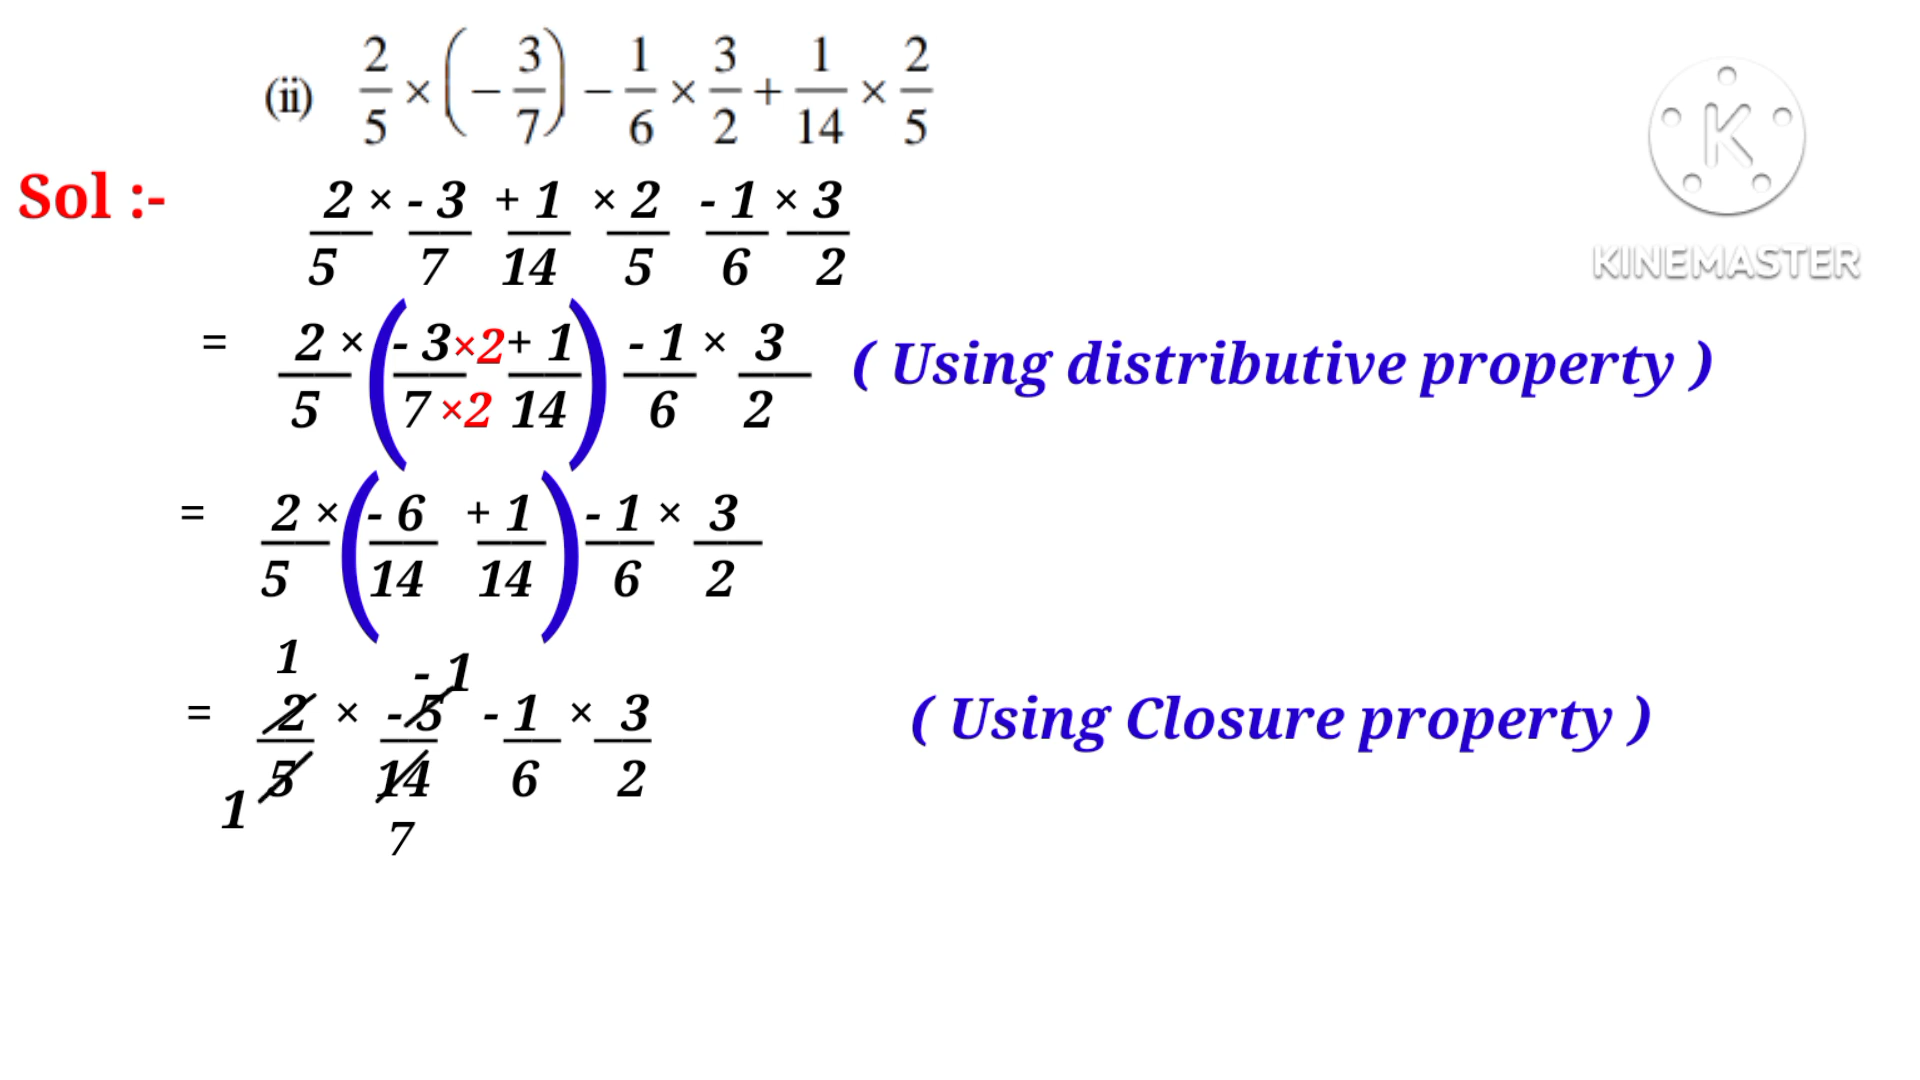 (ii) 2/5 × (− 3/7) − 1/6 × 3/2 + 1/14 × 2/5
Sol :-
2/5 × - 3/7 + 1/14 × 2/5 - 1/6 × 3/2
= 2/5 × ( - 3×2/7×2 + 1/14 ) - 1/6 × 3/2 ( Using distributive property )
= 2/5 × ( - 6/14 + 1/14 ) - 1/6 × 3/2
1 - 1
= 2/5 × - 5/14 - 1/6 × 3/2 ( Using Closure property )
1 7
K
KINEMASTER